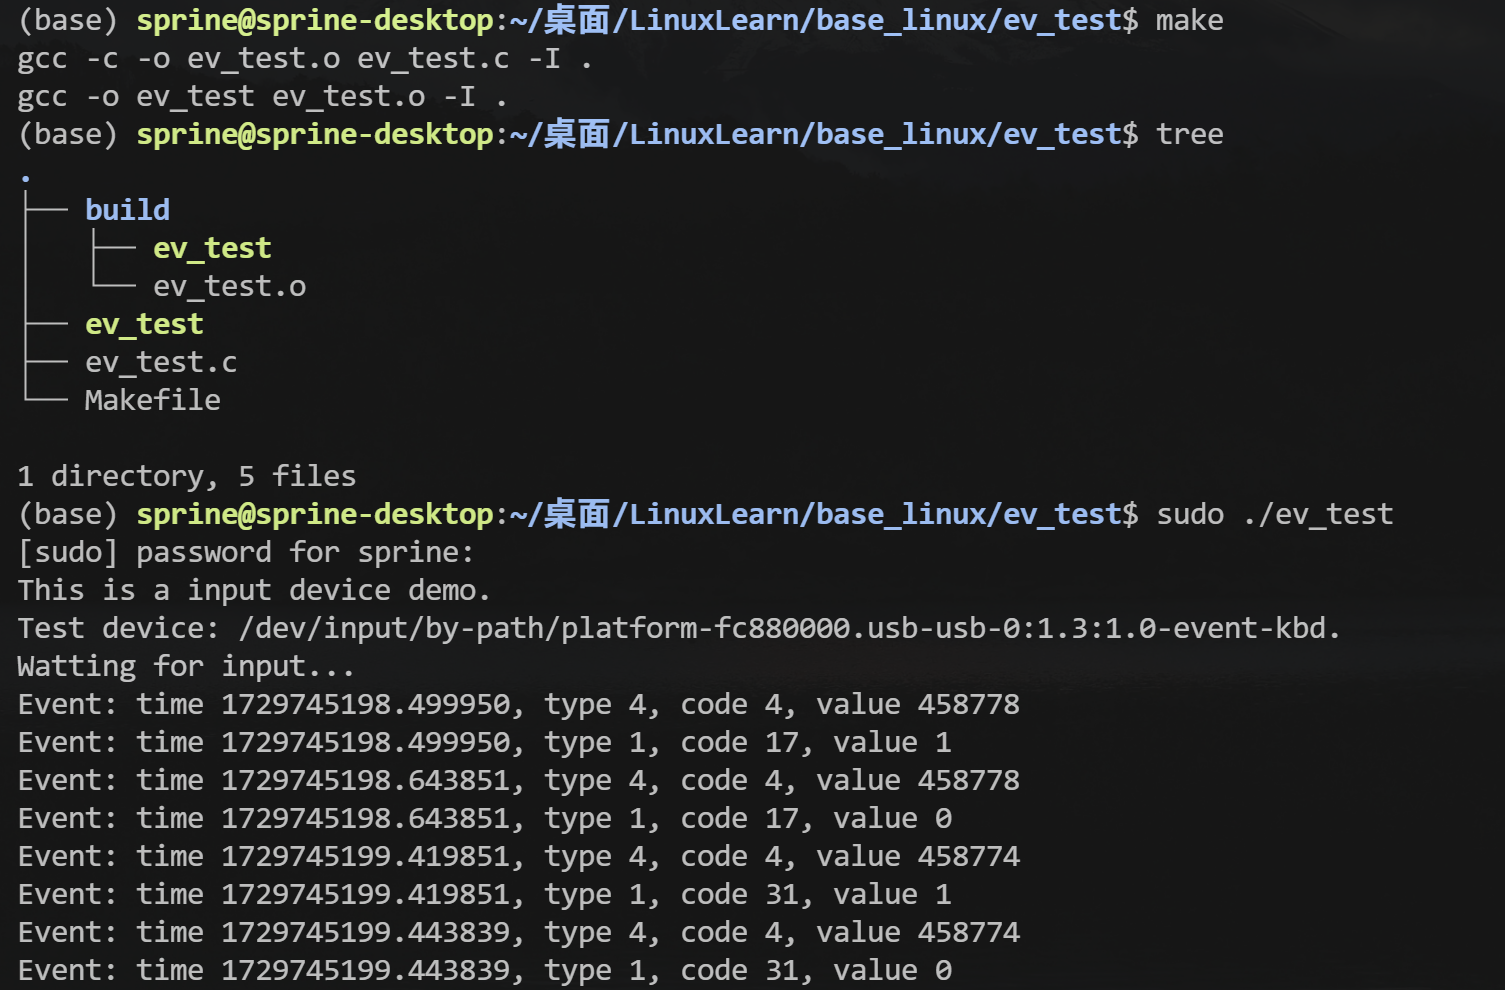 (base) sprine@sprine-desktop:~/桌面/LinuxLearn/base_linux/ev_test$ make
gcc -c -o ev_test.o ev_test.c -I .
gcc -o ev_test ev_test.o -I .
(base) sprine@sprine-desktop:~/桌面/LinuxLearn/base_linux/ev_test$ tree
.
├── build
│   ├── ev_test
│   └── ev_test.o
├── ev_test
├── ev_test.c
└── Makefile
1 directory, 5 files
(base) sprine@sprine-desktop:~/桌面/LinuxLearn/base_linux/ev_test$ sudo ./ev_test
[sudo] password for sprine:
This is a input device demo.
Test device: /dev/input/by-path/platform-fc880000.usb-usb-0:1.3:1.0-event-kbd.
Watting for input...
Event: time 1729745198.499950, type 4, code 4, value 458778
Event: time 1729745198.499950, type 1, code 17, value 1
Event: time 1729745198.643851, type 4, code 4, value 458778
Event: time 1729745198.643851, type 1, code 17, value 0
Event: time 1729745199.419851, type 4, code 4, value 458774
Event: time 1729745199.419851, type 1, code 31, value 1
Event: time 1729745199.443839, type 4, code 4, value 458774
Event: time 1729745199.443839, type 1, code 31, value 0